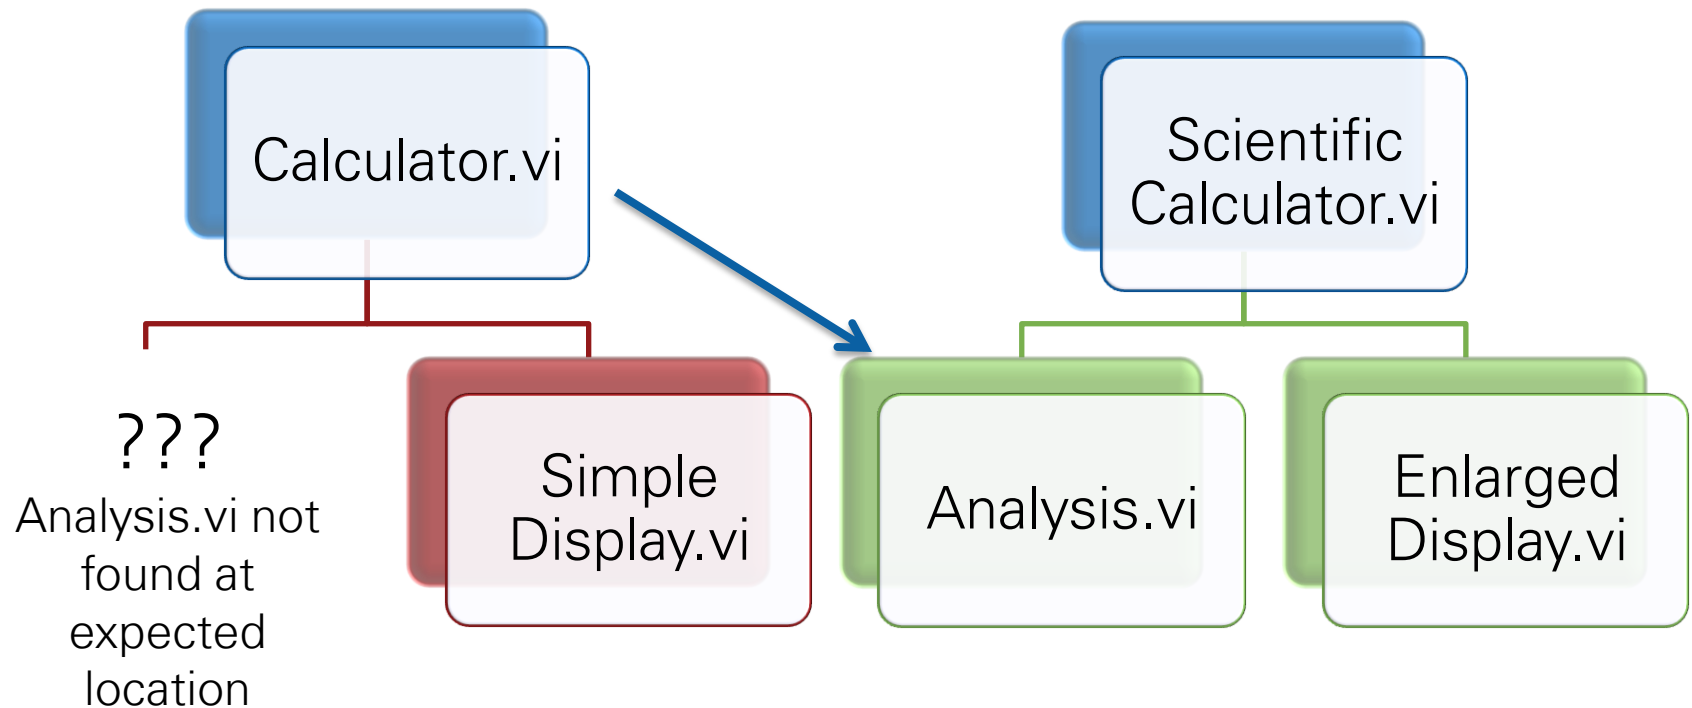 Calculator.vi
Scientific
Calculator.vi
???
Analysis.vi not
found at
expected
location
Simple
Display.vi
Analysis.vi
Enlarged
Display.vi